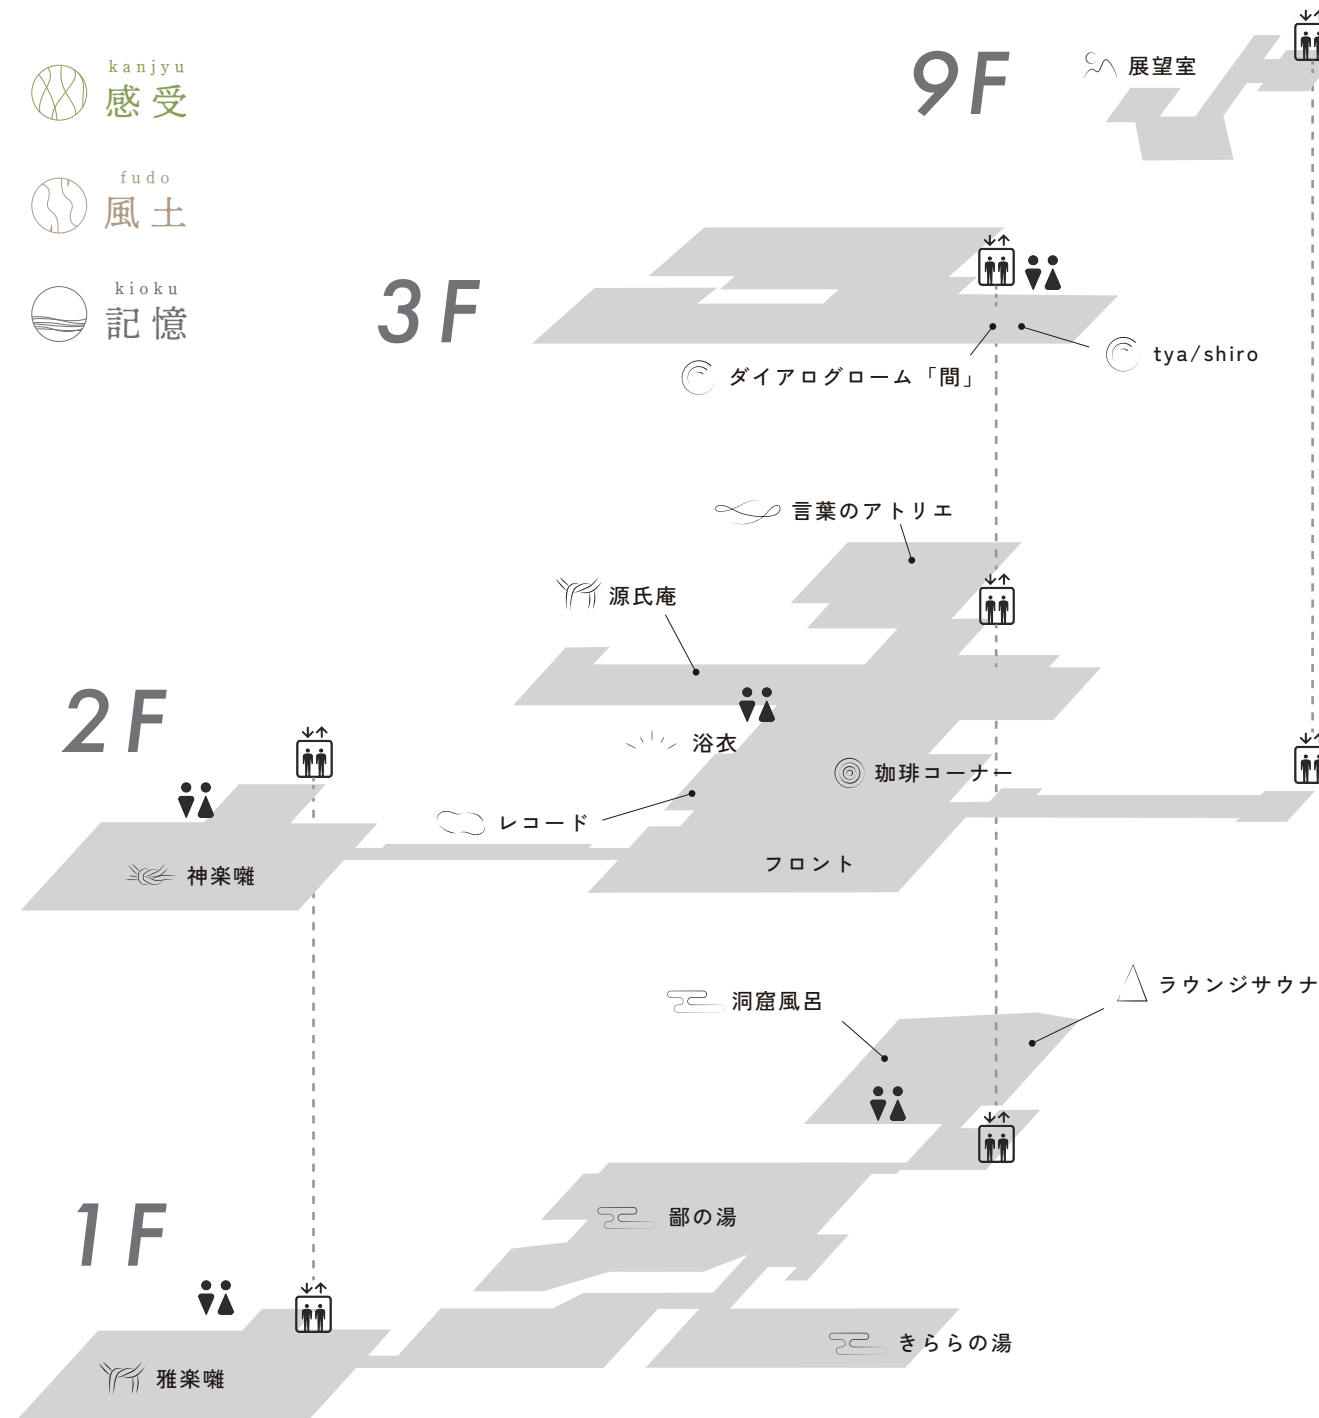 kanjyu
感受
fudo
風土
kioku
記憶
9F
展望室
3F
ダイアログローム「間」
tya/shiro
言葉のアトリエ
源氏庵
2F
浴衣
珈琲コーナー
レコード
フロント
神楽囃
洞窟風呂
ラウンジサウナ
1F
鄙の湯
きららの湯
雅楽囃